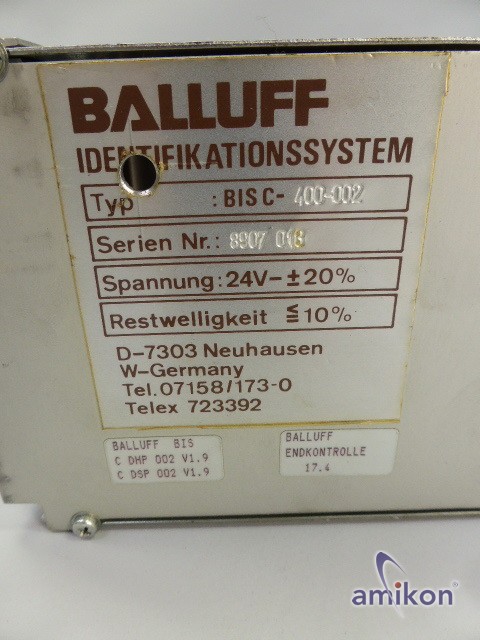 BALLUFF
IDENTIFIKATIONSSYSTEM
Typ : BIS C- 400-002
Serien Nr.: 8907
Spannung: 24V– ±20%
Restwelligkeit ≦10%
D-7303 Neuhausen
W-Germany
Tel. 07158/173-0
Telex 723392
BALLUFF BIS
C DHP 002 V1.9
C DSP 002 V1.9
BALLUFF
ENDKONTROLLE
17.4
amikon®